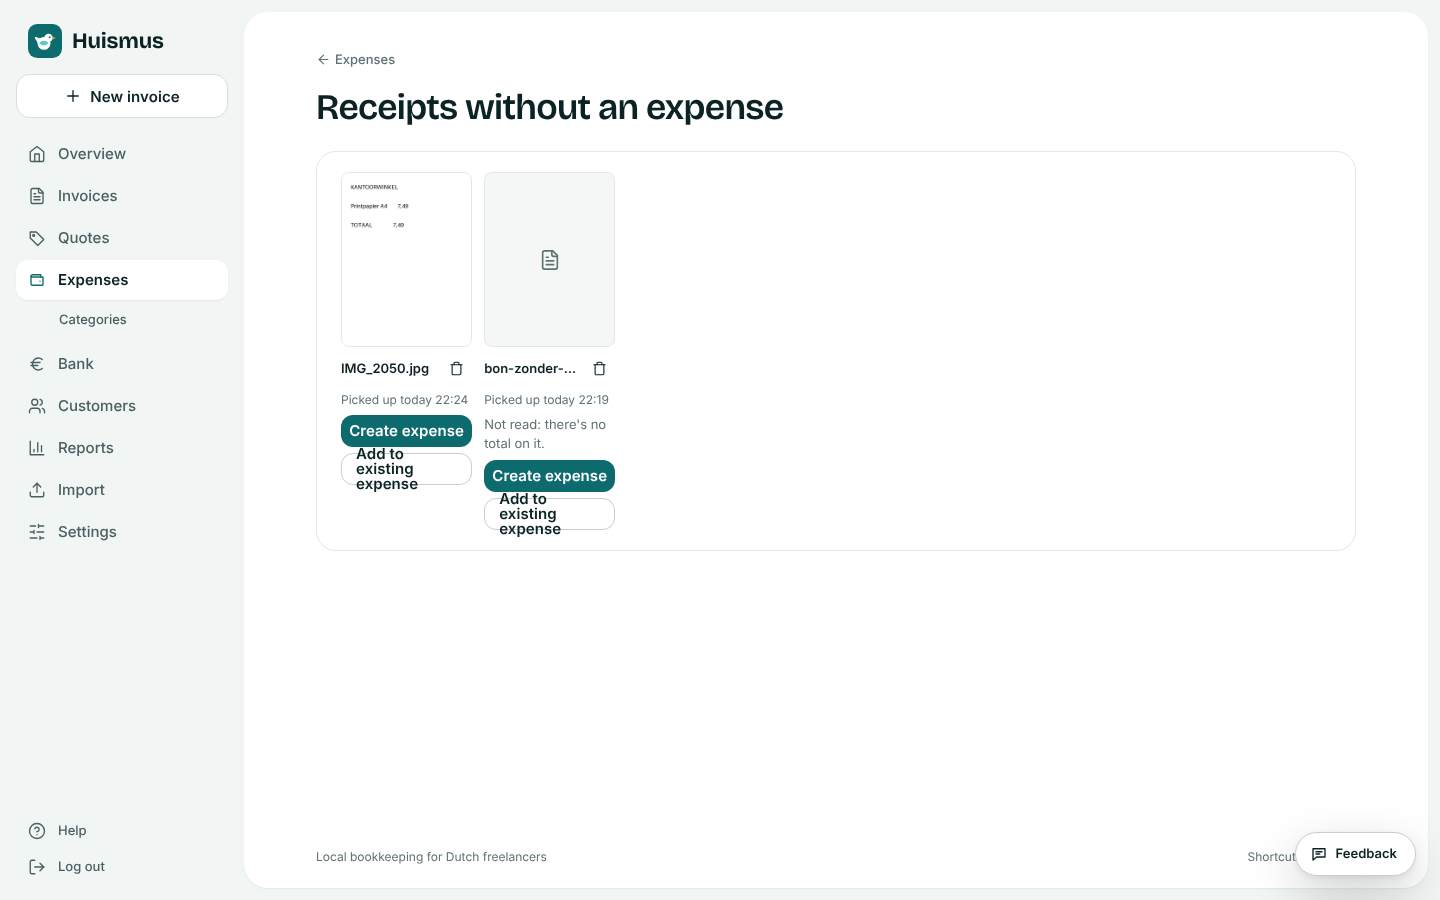 Huismus
New invoice
Overview
Invoices
Quotes
Expenses
Categories
Bank
Customers
Reports
Import
Settings
Help
Log out
Expenses
Receipts without an expense
KANTOORWINKEL
Printpapier A4 7,49
TOTAAL 7,49
IMG_2050.jpg
Picked up today 22:24
Create expense
Add to
existing
expense
bon-zonder-...
Picked up today 22:19
Not read: there's no
total on it.
Create expense
Add to
existing
expense
Local bookkeeping for Dutch freelancers
Shortcut
Feedback